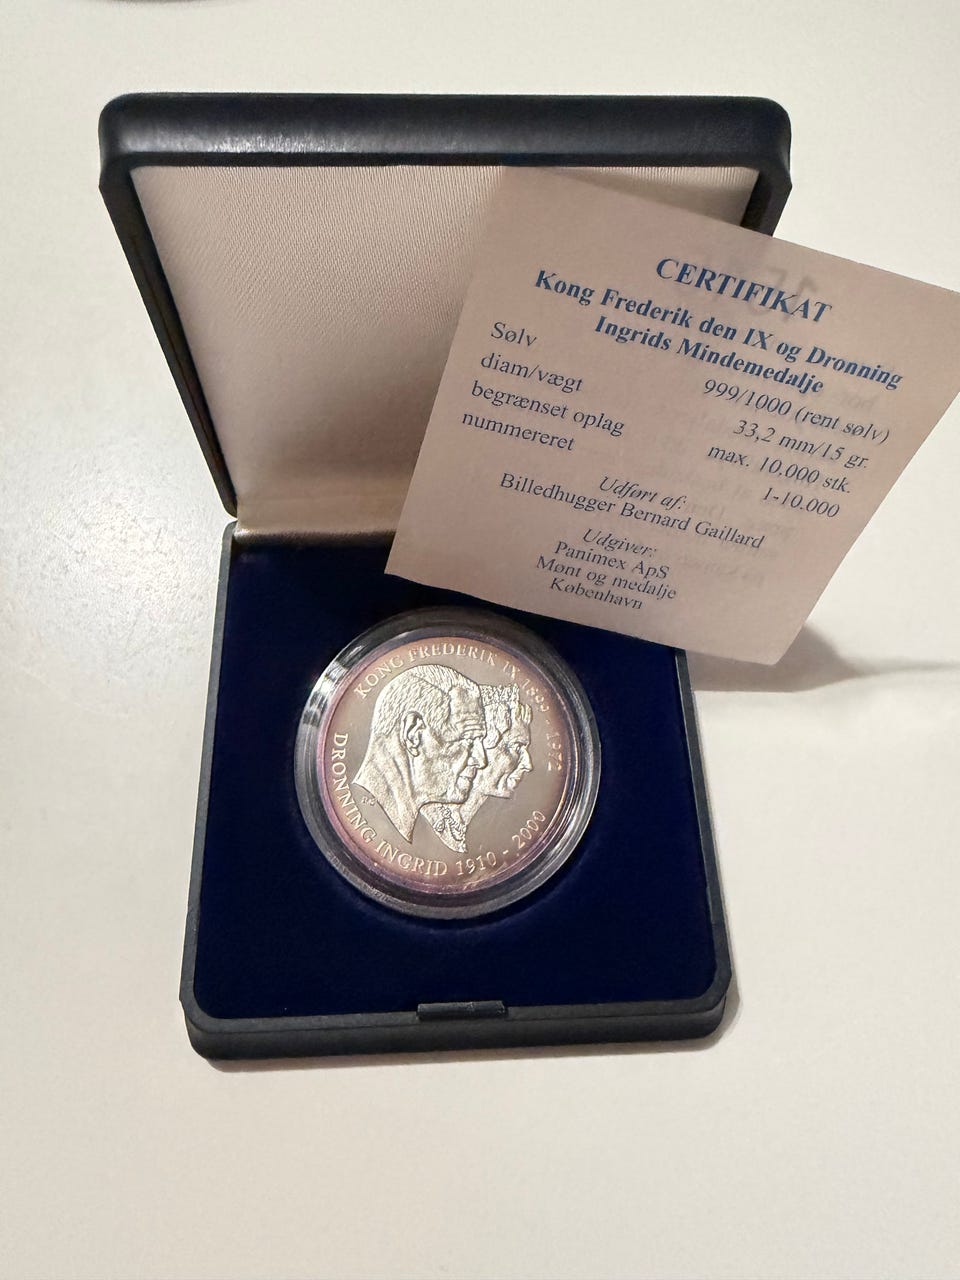 CERTIFIKAT
Kong Frederik den IX og Dronning
Ingrids Mindemedalje
Sølv 999/1000 (rent sølv)
diam/vægt 33,2 mm/15 gr.
begrænset oplag max. 10.000 stk.
nummereret 1-10.000
Udført af:
Billedhugger Bernard Gaillard
Udgiver:
Panimex ApS
Mønt og medalje
København
KONG FREDERIK IX 1899 - 1972
DRONNING INGRID 1910 - 2000